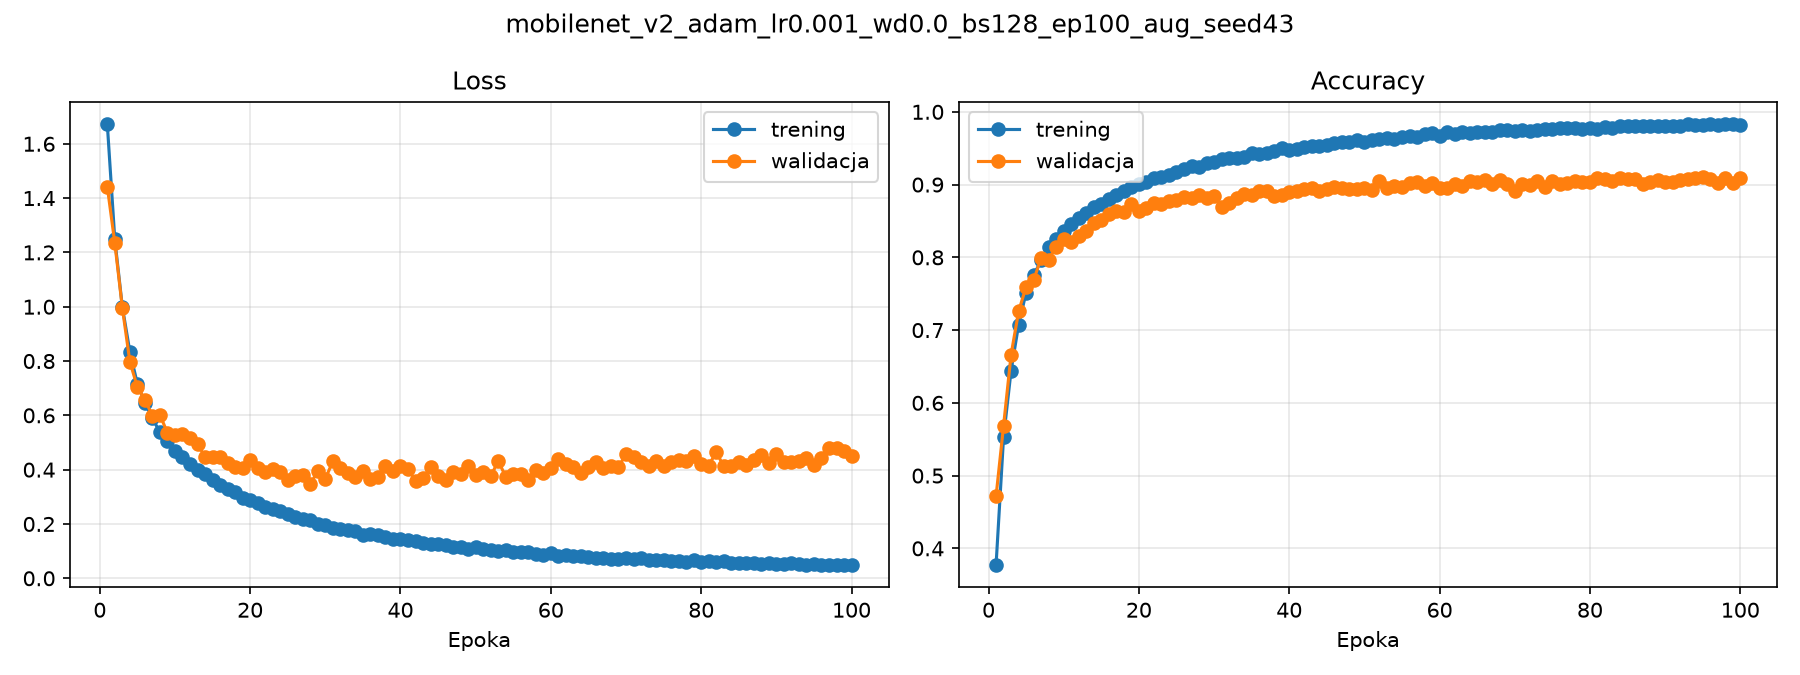 mobilenet_v2_adam_lr0.001_wd0.0_bs128_ep100_aug_seed43
Loss
1.6
1.4
1.2
1.0
0.8
0.6
0.4
0.2
0.0
trening
walidacja
0 20 40 60 80 100
Epoka
Accuracy
1.0
0.9
0.8
0.7
0.6
0.5
0.4
trening
walidacja
0 20 40 60 80 100
Epoka